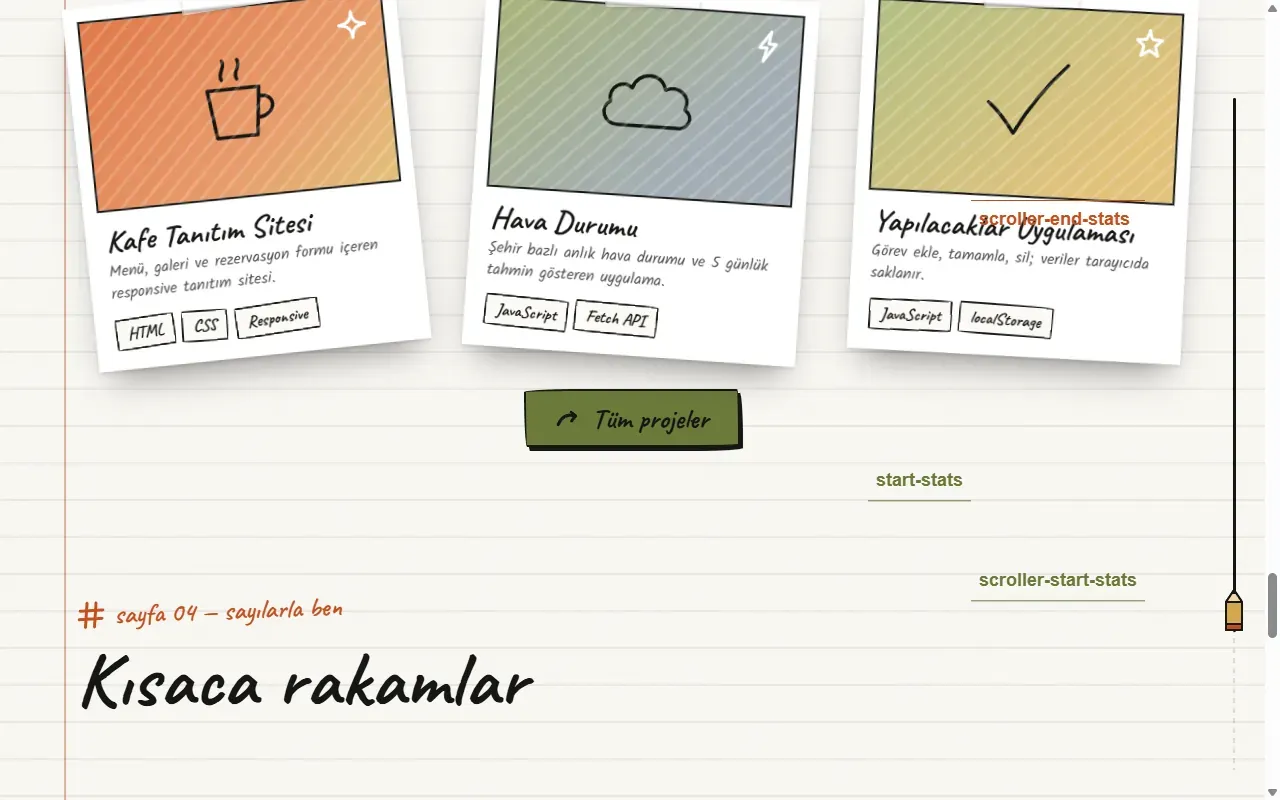 Kafe Tanıtım Sitesi
Menü, galeri ve rezervasyon formu içeren
responsive tanıtım sitesi.
HTML
CSS
Responsive
Hava Durumu
Şehir bazlı anlık hava durumu ve 5 günlük
tahmin gösteren uygulama.
JavaScript
Fetch API
scroller-end-stats
Yapılacaklar Uygulaması
Görev ekle, tamamla, sil; veriler tarayıcıda
saklanır.
JavaScript
localStorage
Tüm projeler
start-stats
scroller-start-stats
# sayfa 04 – sayılarla ben
Kısaca rakamlar